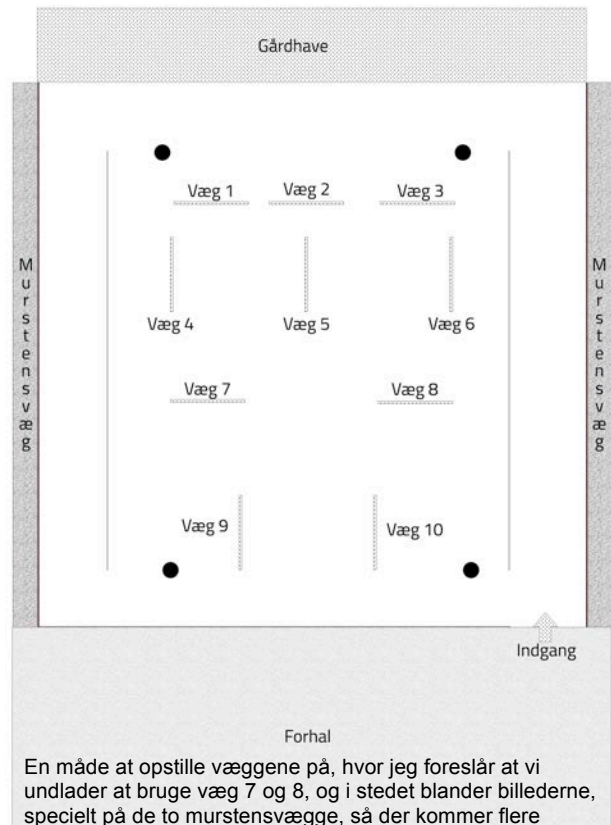 Gårdhave
Væg 1
Væg 2
Væg 3
Murstensvæg
Murstensvæg
Væg 4
Væg 5
Væg 6
Væg 7
Væg 8
Væg 9
Væg 10
Indgang
Forhal
En måde at opstille væggene på, hvor jeg foreslår at vi
undlader at bruge væg 7 og 8, og i stedet blander billederne,
specielt på de to murstensvægge, så der kommer flere